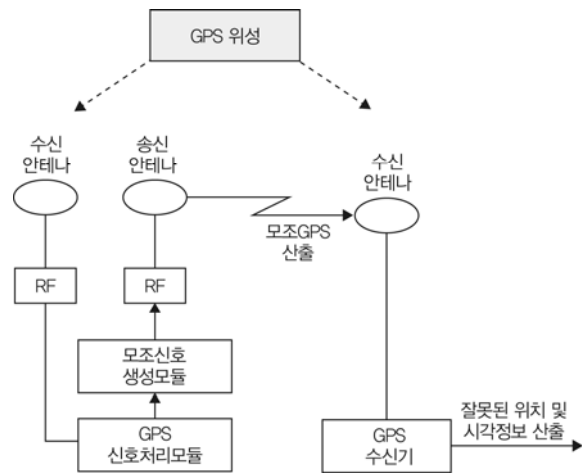 GPS 위성
수신
안테나
송신
안테나
수신
안테나
모조GPS
산출
RF
RF
모조신호
생성모듈
GPS
신호처리모듈
GPS
수신기
잘못된 위치 및
시각정보 산출